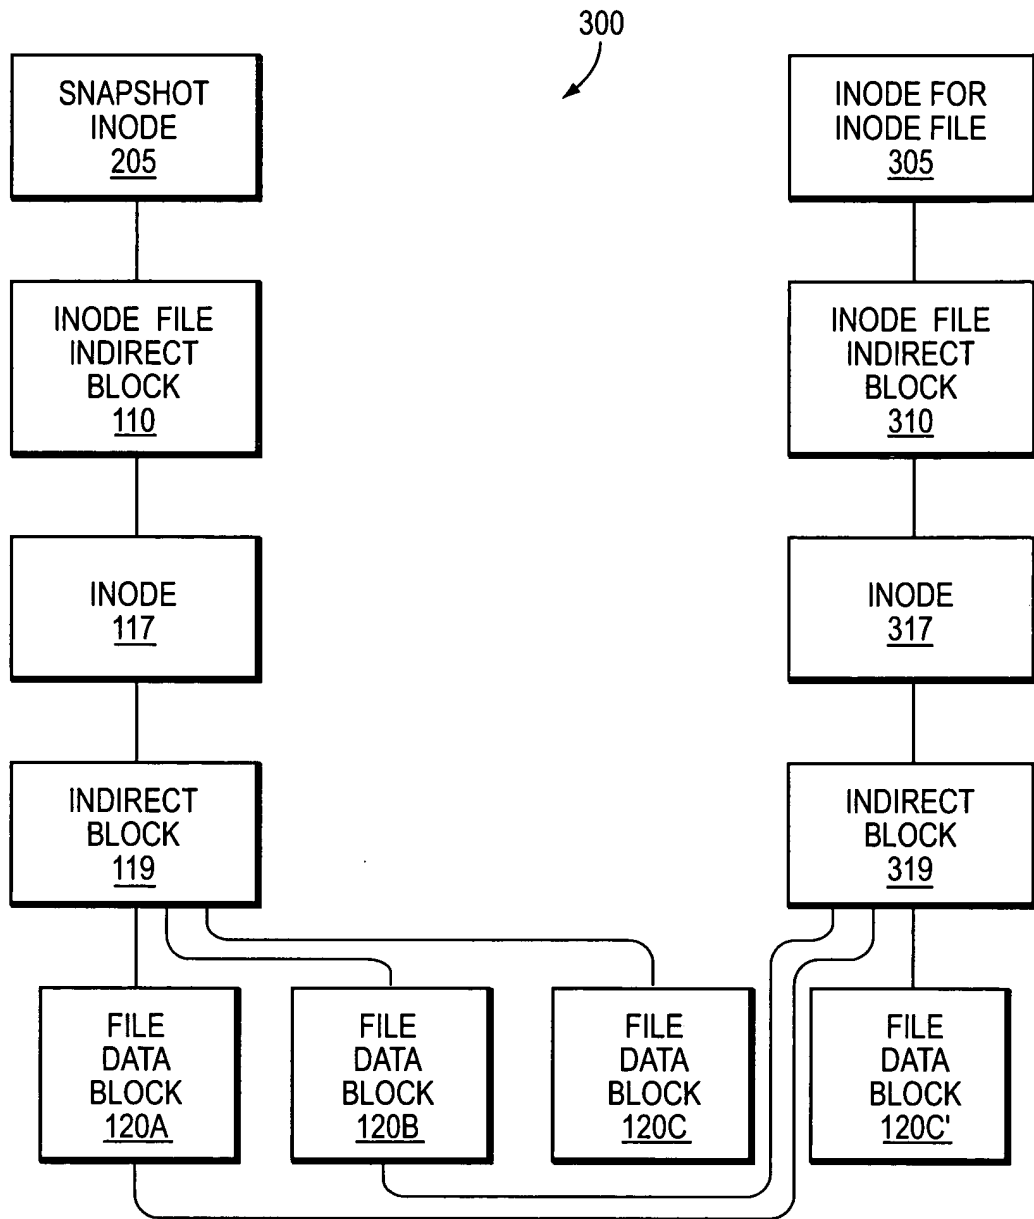 300
SNAPSHOT
INODE
205
INODE FOR
INODE FILE
305
INODE FILE
INDIRECT
BLOCK
110
INODE FILE
INDIRECT
BLOCK
310
INODE
117
INODE
317
INDIRECT
BLOCK
119
INDIRECT
BLOCK
319
FILE
DATA
BLOCK
120A
FILE
DATA
BLOCK
120B
FILE
DATA
BLOCK
120C
FILE
DATA
BLOCK
120C'